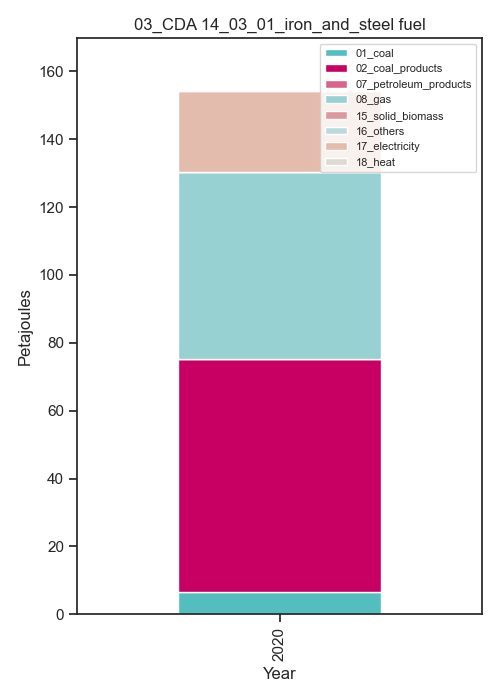 03_CDA 14_03_01_iron_and_steel fuel
01_coal
02_coal_products
07_petroleum_products
08_gas
15_solid_biomass
16_others
17_electricity
18_heat
160
140
120
100
80
60
40
20
0
Petajoules
2020
Year